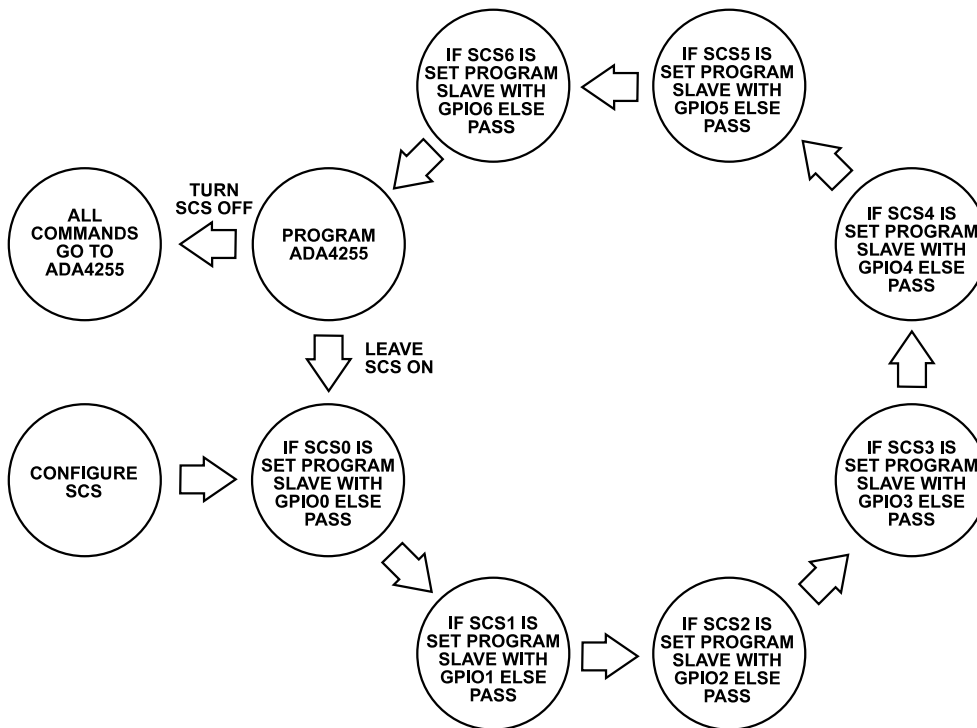 IF SCS6 IS
SET PROGRAM
SLAVE WITH
GPIO6 ELSE
PASS
IF SCS5 IS
SET PROGRAM
SLAVE WITH
GPIO5 ELSE
PASS
ALL
COMMANDS
GO TO
ADA4255
TURN
SCS OFF
PROGRAM
ADA4255
IF SCS4 IS
SET PROGRAM
SLAVE WITH
GPIO4 ELSE
PASS
LEAVE
SCS ON
CONFIGURE
SCS
IF SCS0 IS
SET PROGRAM
SLAVE WITH
GPIO0 ELSE
PASS
IF SCS3 IS
SET PROGRAM
SLAVE WITH
GPIO3 ELSE
PASS
IF SCS1 IS
SET PROGRAM
SLAVE WITH
GPIO1 ELSE
PASS
IF SCS2 IS
SET PROGRAM
SLAVE WITH
GPIO2 ELSE
PASS